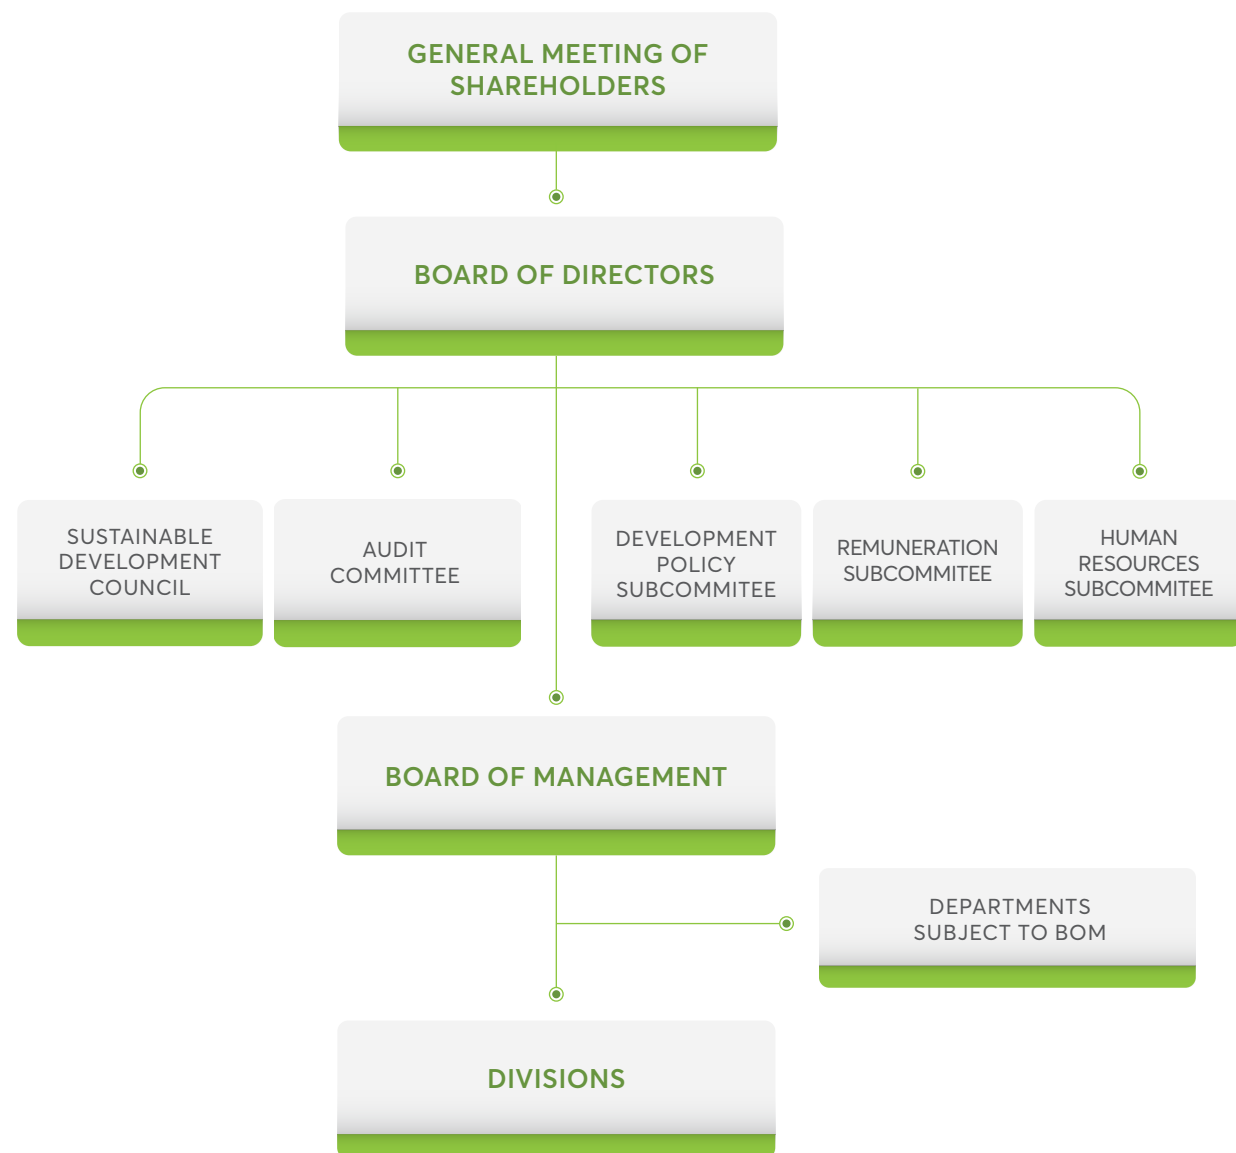 GENERAL MEETING OF
SHAREHOLDERS
BOARD OF DIRECTORS
SUSTAINABLE
DEVELOPMENT
COUNCIL
AUDIT
COMMITTEE
DEVELOPMENT
POLICY
SUBCOMMITEE
REMUNERATION
SUBCOMMITEE
HUMAN
RESOURCES
SUBCOMMITEE
BOARD OF MANAGEMENT
DEPARTMENTS
SUBJECT TO BOM
DIVISIONS